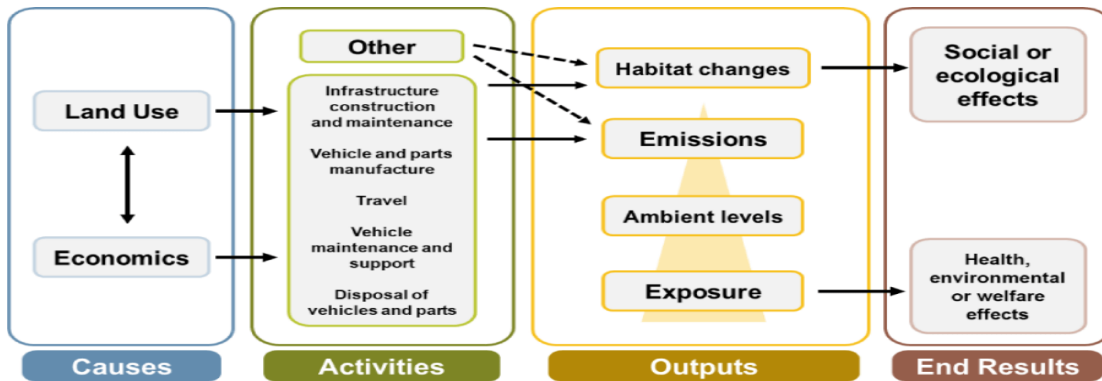 Land Use
Economics
Causes
Other
Infrastructure
construction
and maintenance
Vehicle and parts
manufacture
Travel
Vehicle
maintenance and
support
Disposal of
vehicles and parts
Activities
Habitat changes
Emissions
Ambient levels
Exposure
Outputs
Social or
ecological
effects
Health,
environmental
or welfare
effects
End Results